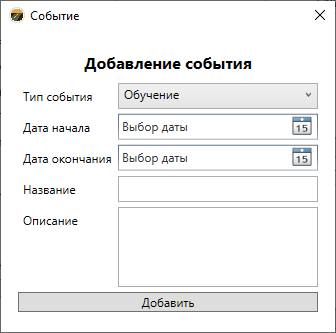 Событие
Добавление события
Тип события Обучение
Дата начала Выбор даты 15
Дата окончания Выбор даты 15
Название
Описание
Добавить